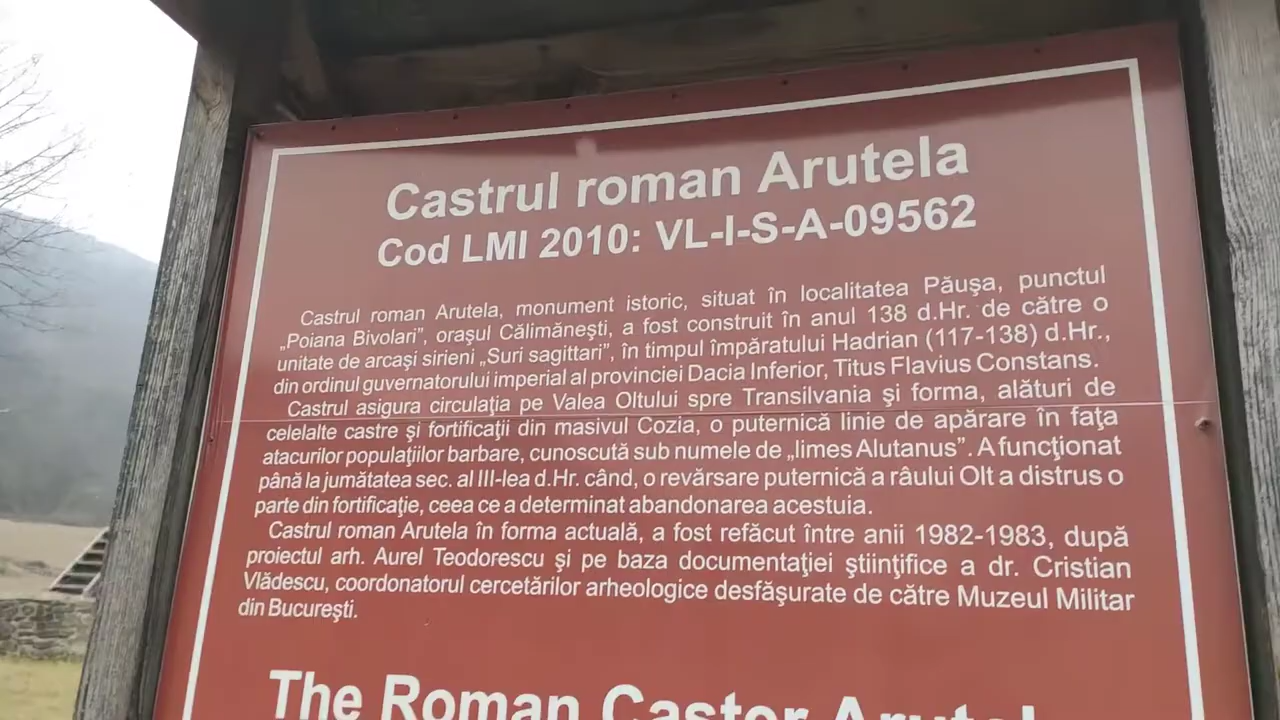 Castrul roman Arutela
Cod LMI 2010: VL-I-S-A-09562
Castrul roman Arutela, monument istoric, situat în localitatea Păuşa, punctul
„Poiana Bivolari”, oraşul Călimăneşti, a fost construit în anul 138 d.Hr. de către o
unitate de arcaşi sirieni „Suri sagittari”, în timpul împăratului Hadrian (117-138) d.Hr.,
din ordinul guvernatorului imperial al provinciei Dacia Inferior, Titus Flavius Constans.
Castrul asigura circulaţia pe Valea Oltului spre Transilvania şi forma, alături de
celelalte castre şi fortificaţii din masivul Cozia, o puternică linie de apărare în faţa
atacurilor populaţiilor barbare, cunoscută sub numele de „limes Alutanus”. A funcţionat
până la jumătatea sec. al III-lea d.Hr. când, o revărsare puternică a râului Olt a distrus o
parte din fortificaţie, ceea ce a determinat abandonarea acestuia.
Castrul roman Arutela în forma actuală, a fost refăcut între anii 1982-1983, după
proiectul arh. Aurel Teodorescu şi pe baza documentaţiei ştiinţifice a dr. Cristian
Vlădescu, coordonatorul cercetărilor arheologice desfăşurate de către Muzeul Militar
din Bucureşti.
The Roman Castor